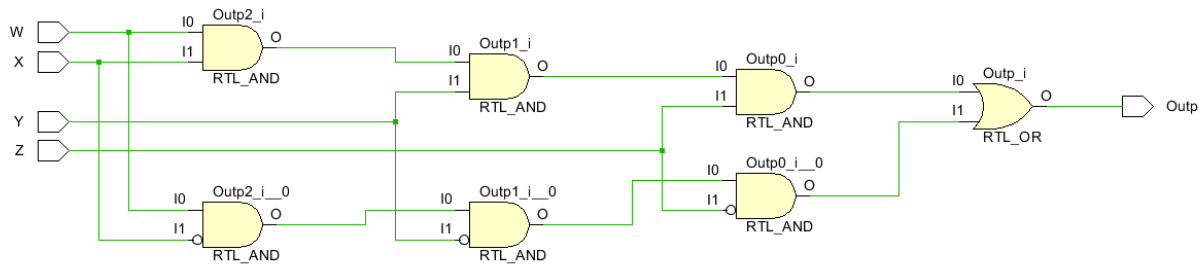 W
X
Y
Z
Outp2_i
I0
I1
O
RTL_AND
Outp1_i
I0
I1
O
RTL_AND
Outp0_i
I0
I1
O
RTL_AND
Outp_i
I0
I1
O
RTL_OR
Outp
Outp2_i__0
I0
I1
O
RTL_AND
Outp1_i__0
I0
I1
O
RTL_AND
Outp0_i__0
I0
I1
O
RTL_AND